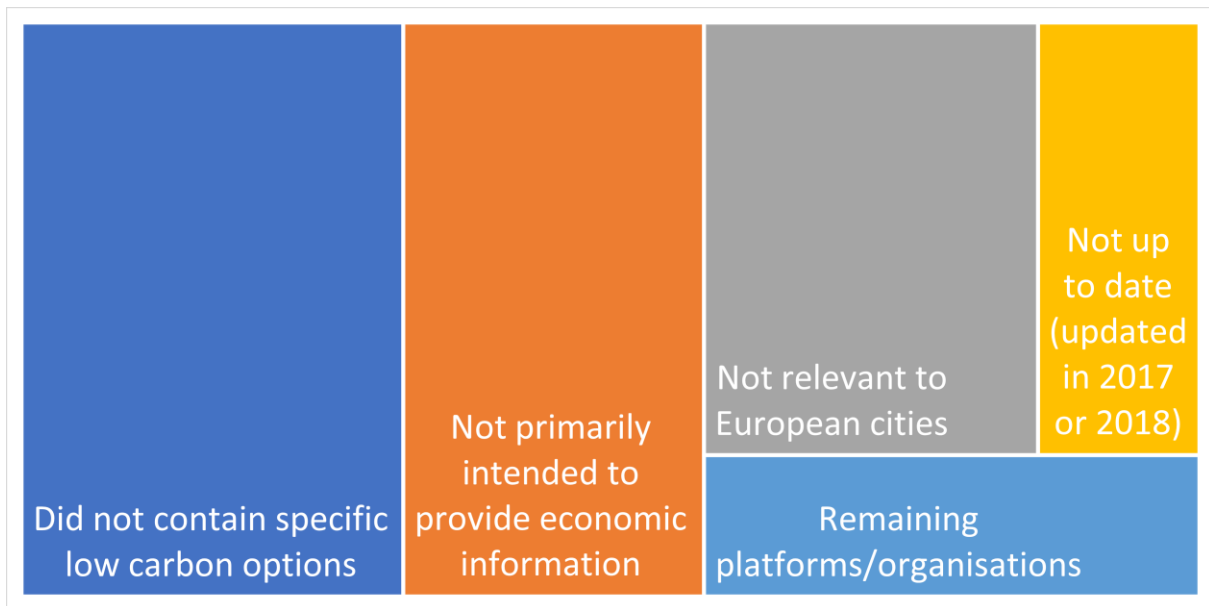 Did not contain specific
low carbon options
Not primarily
intended to
provide economic
information
Not relevant to
European cities
Not up
to date
(updated
in 2017
or 2018)
Remaining
platforms/organisations